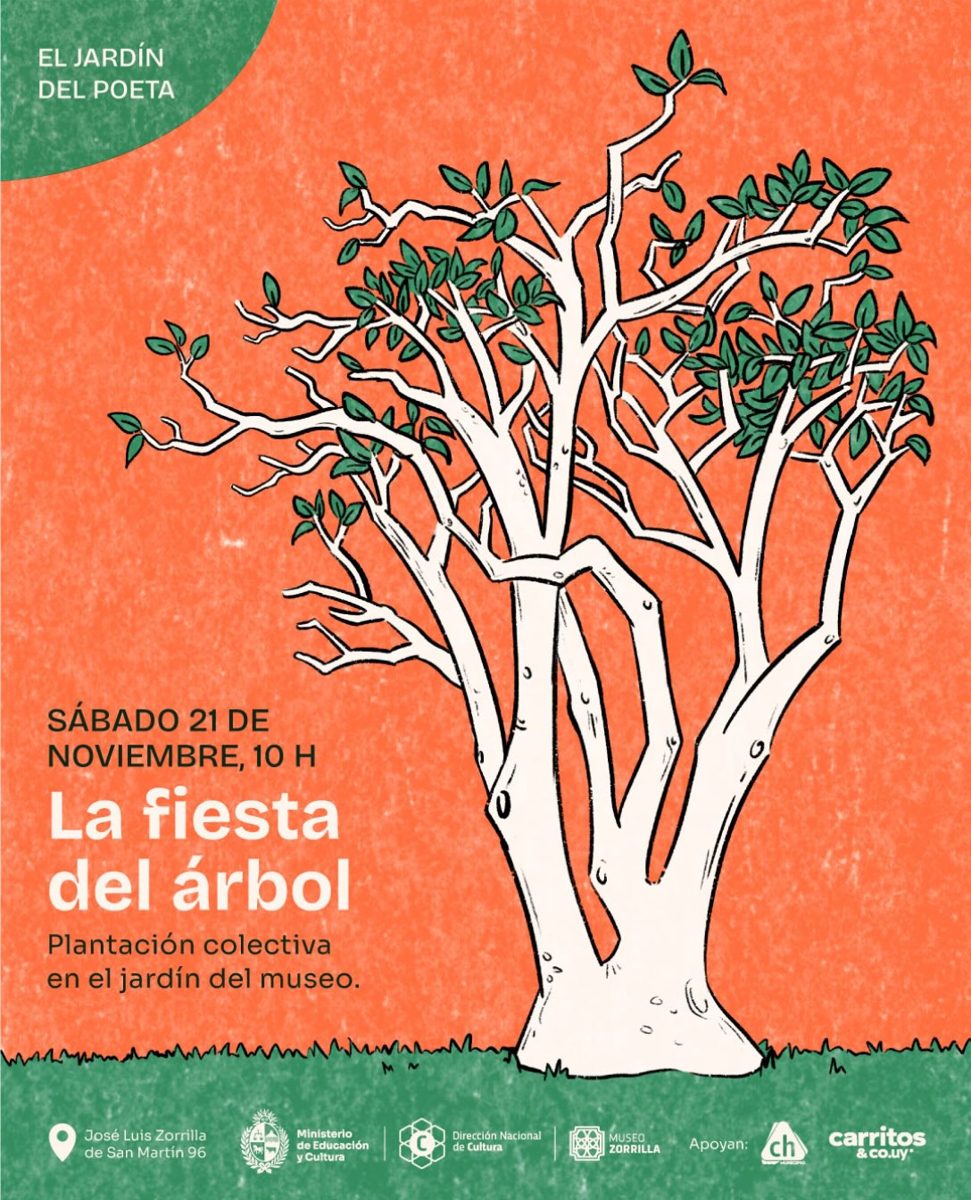 EL JARDÍN
DEL POETA
SÁBADO 21 DE
NOVIEMBRE, 10 H
La fiesta
del árbol
Plantación colectiva
en el jardín del museo.
José Luis Zorrilla
de San Martín 96
Ministerio
de Educación
y Cultura
C
Dirección Nacional
de Cultura
MUSEO
ZORRILLA
Apoyan:
ch
MUNICIPIO
carritos
&co.uy